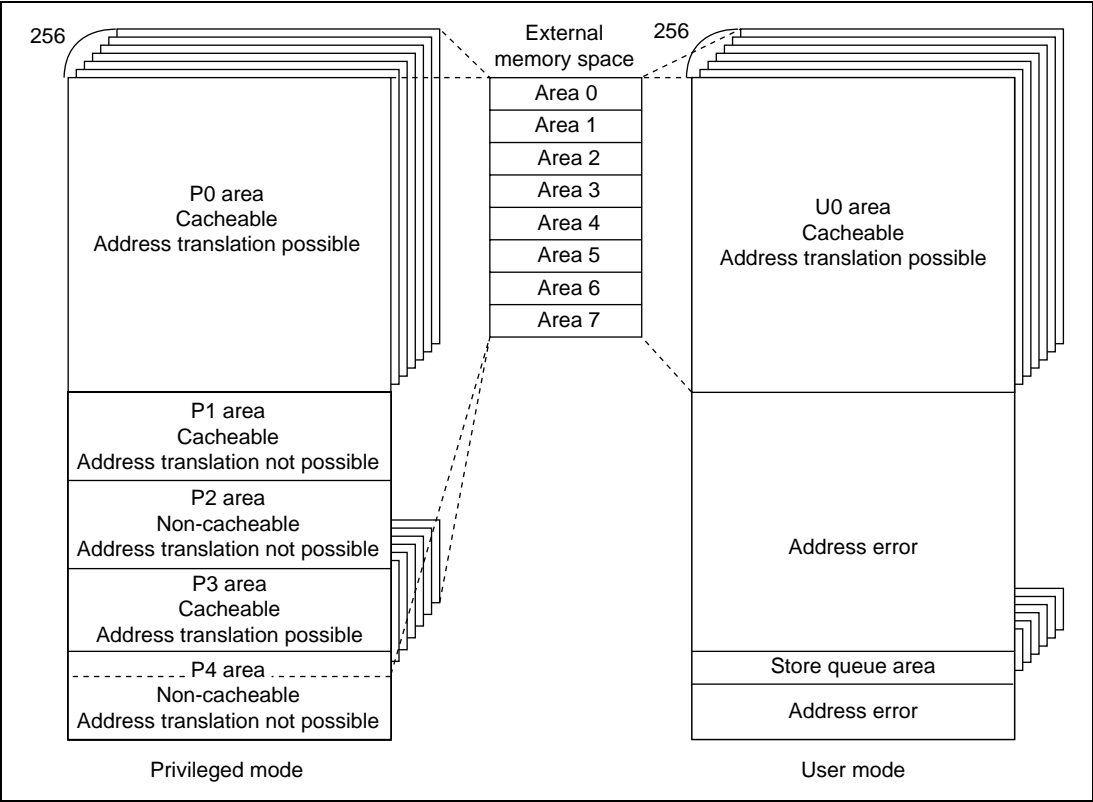 256
P0 area
Cacheable
Address translation possible
P1 area
Cacheable
Address translation not possible
P2 area
Non-cacheable
Address translation not possible
P3 area
Cacheable
Address translation possible
P4 area
Non-cacheable
Address translation not possible
Privileged mode
External
memory space
Area 0
Area 1
Area 2
Area 3
Area 4
Area 5
Area 6
Area 7
256
U0 area
Cacheable
Address translation possible
Address error
Store queue area
Address error
User mode